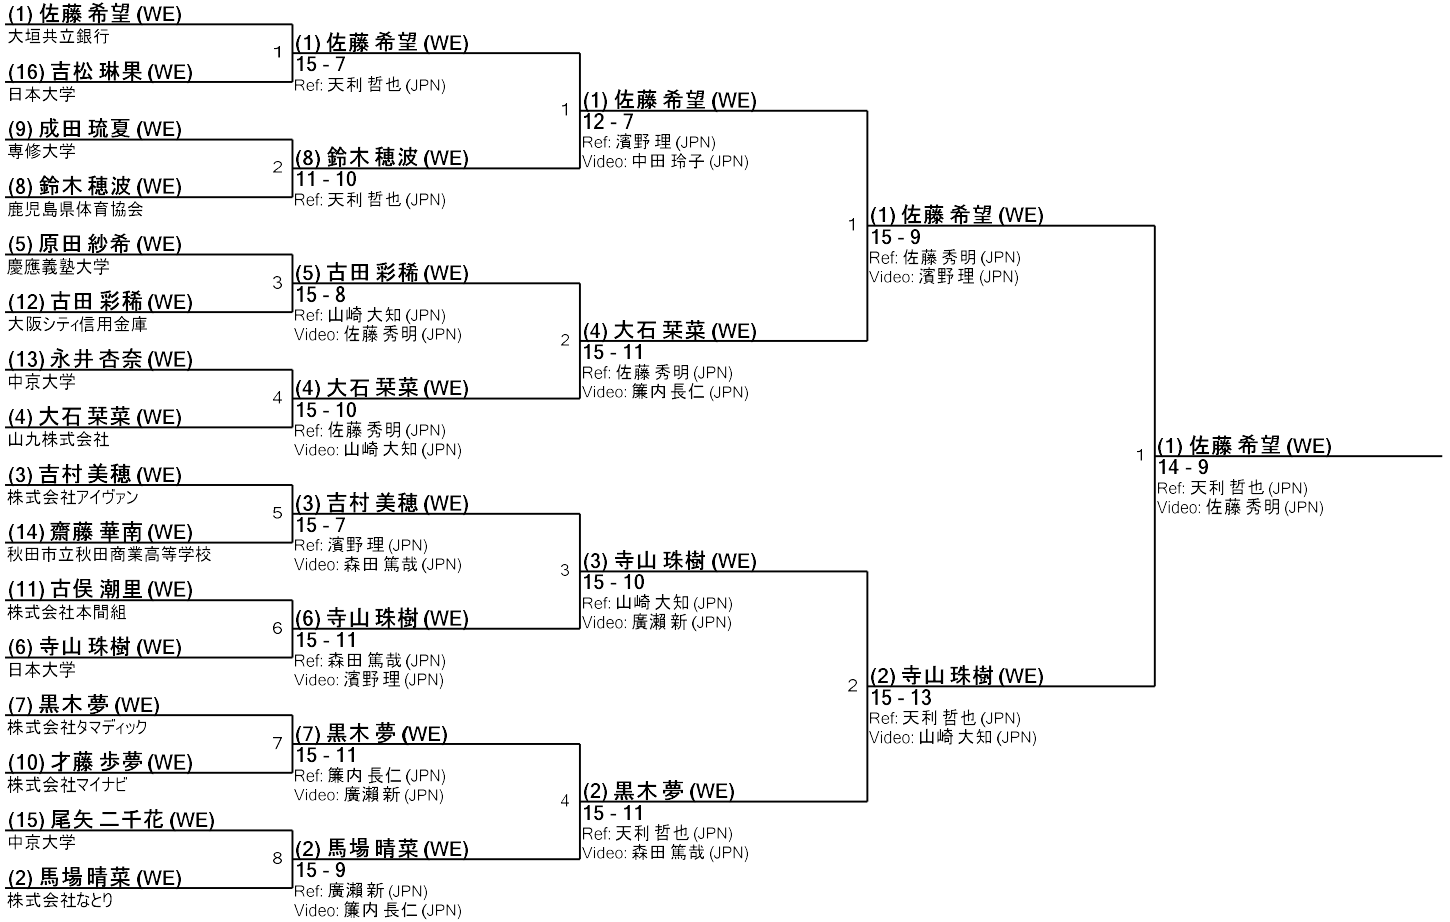 (1) 佐藤 希望 (WE)
大垣共立銀行
(16) 吉松 琳果 (WE)
日本大学
(9) 成田 琉夏 (WE)
専修大学
(8) 鈴木 穂波 (WE)
鹿児島県体育協会
(5) 原田 紗希 (WE)
慶應義塾大学
(12) 古田 彩稀 (WE)
大阪シティ信用金庫
(13) 永井 杏奈 (WE)
中京大学
(4) 大石 栞菜 (WE)
山九株式会社
(3) 吉村 美穂 (WE)
株式会社アイヴァン
(14) 齋藤 華南 (WE)
秋田市立秋田商業高等学校
(11) 古俣 潮里 (WE)
株式会社本間組
(6) 寺山 珠樹 (WE)
日本大学
(7) 黒木 夢 (WE)
株式会社タマディック
(10) 才藤 歩夢 (WE)
株式会社マイナビ
(15) 尾矢 二千花 (WE)
中京大学
(2) 馬場 晴菜 (WE)
株式会社なとり
1
(1) 佐藤 希望 (WE)
15 - 7
Ref: 天利 哲也 (JPN)
2
(8) 鈴木 穂波 (WE)
11 - 10
Ref: 天利 哲也 (JPN)
3
(5) 古田 彩稀 (WE)
15 - 8
Ref: 山崎 大知 (JPN)
Video: 佐藤 秀明 (JPN)
4
(4) 大石 栞菜 (WE)
15 - 10
Ref: 佐藤 秀明 (JPN)
Video: 山崎 大知 (JPN)
5
(3) 吉村 美穂 (WE)
15 - 7
Ref: 濱野 理 (JPN)
Video: 森田 篤哉 (JPN)
6
(6) 寺山 珠樹 (WE)
15 - 11
Ref: 森田 篤哉 (JPN)
Video: 濱野 理 (JPN)
7
(7) 黒木 夢 (WE)
15 - 11
Ref: 簾内 長仁 (JPN)
Video: 廣瀬 新 (JPN)
8
(2) 馬場 晴菜 (WE)
15 - 9
Ref: 廣瀬 新 (JPN)
Video: 簾内 長仁 (JPN)
1
(1) 佐藤 希望 (WE)
12 - 7
Ref: 濱野 理 (JPN)
Video: 中田 玲子 (JPN)
2
(4) 大石 栞菜 (WE)
15 - 11
Ref: 佐藤 秀明 (JPN)
Video: 簾内 長仁 (JPN)
3
(3) 寺山 珠樹 (WE)
15 - 10
Ref: 山崎 大知 (JPN)
Video: 廣瀬 新 (JPN)
4
(2) 黒木 夢 (WE)
15 - 11
Ref: 天利 哲也 (JPN)
Video: 森田 篤哉 (JPN)
1
(1) 佐藤 希望 (WE)
15 - 9
Ref: 佐藤 秀明 (JPN)
Video: 濱野 理 (JPN)
2
(2) 寺山 珠樹 (WE)
15 - 13
Ref: 天利 哲也 (JPN)
Video: 山崎 大知 (JPN)
1
(1) 佐藤 希望 (WE)
14 - 9
Ref: 天利 哲也 (JPN)
Video: 佐藤 秀明 (JPN)